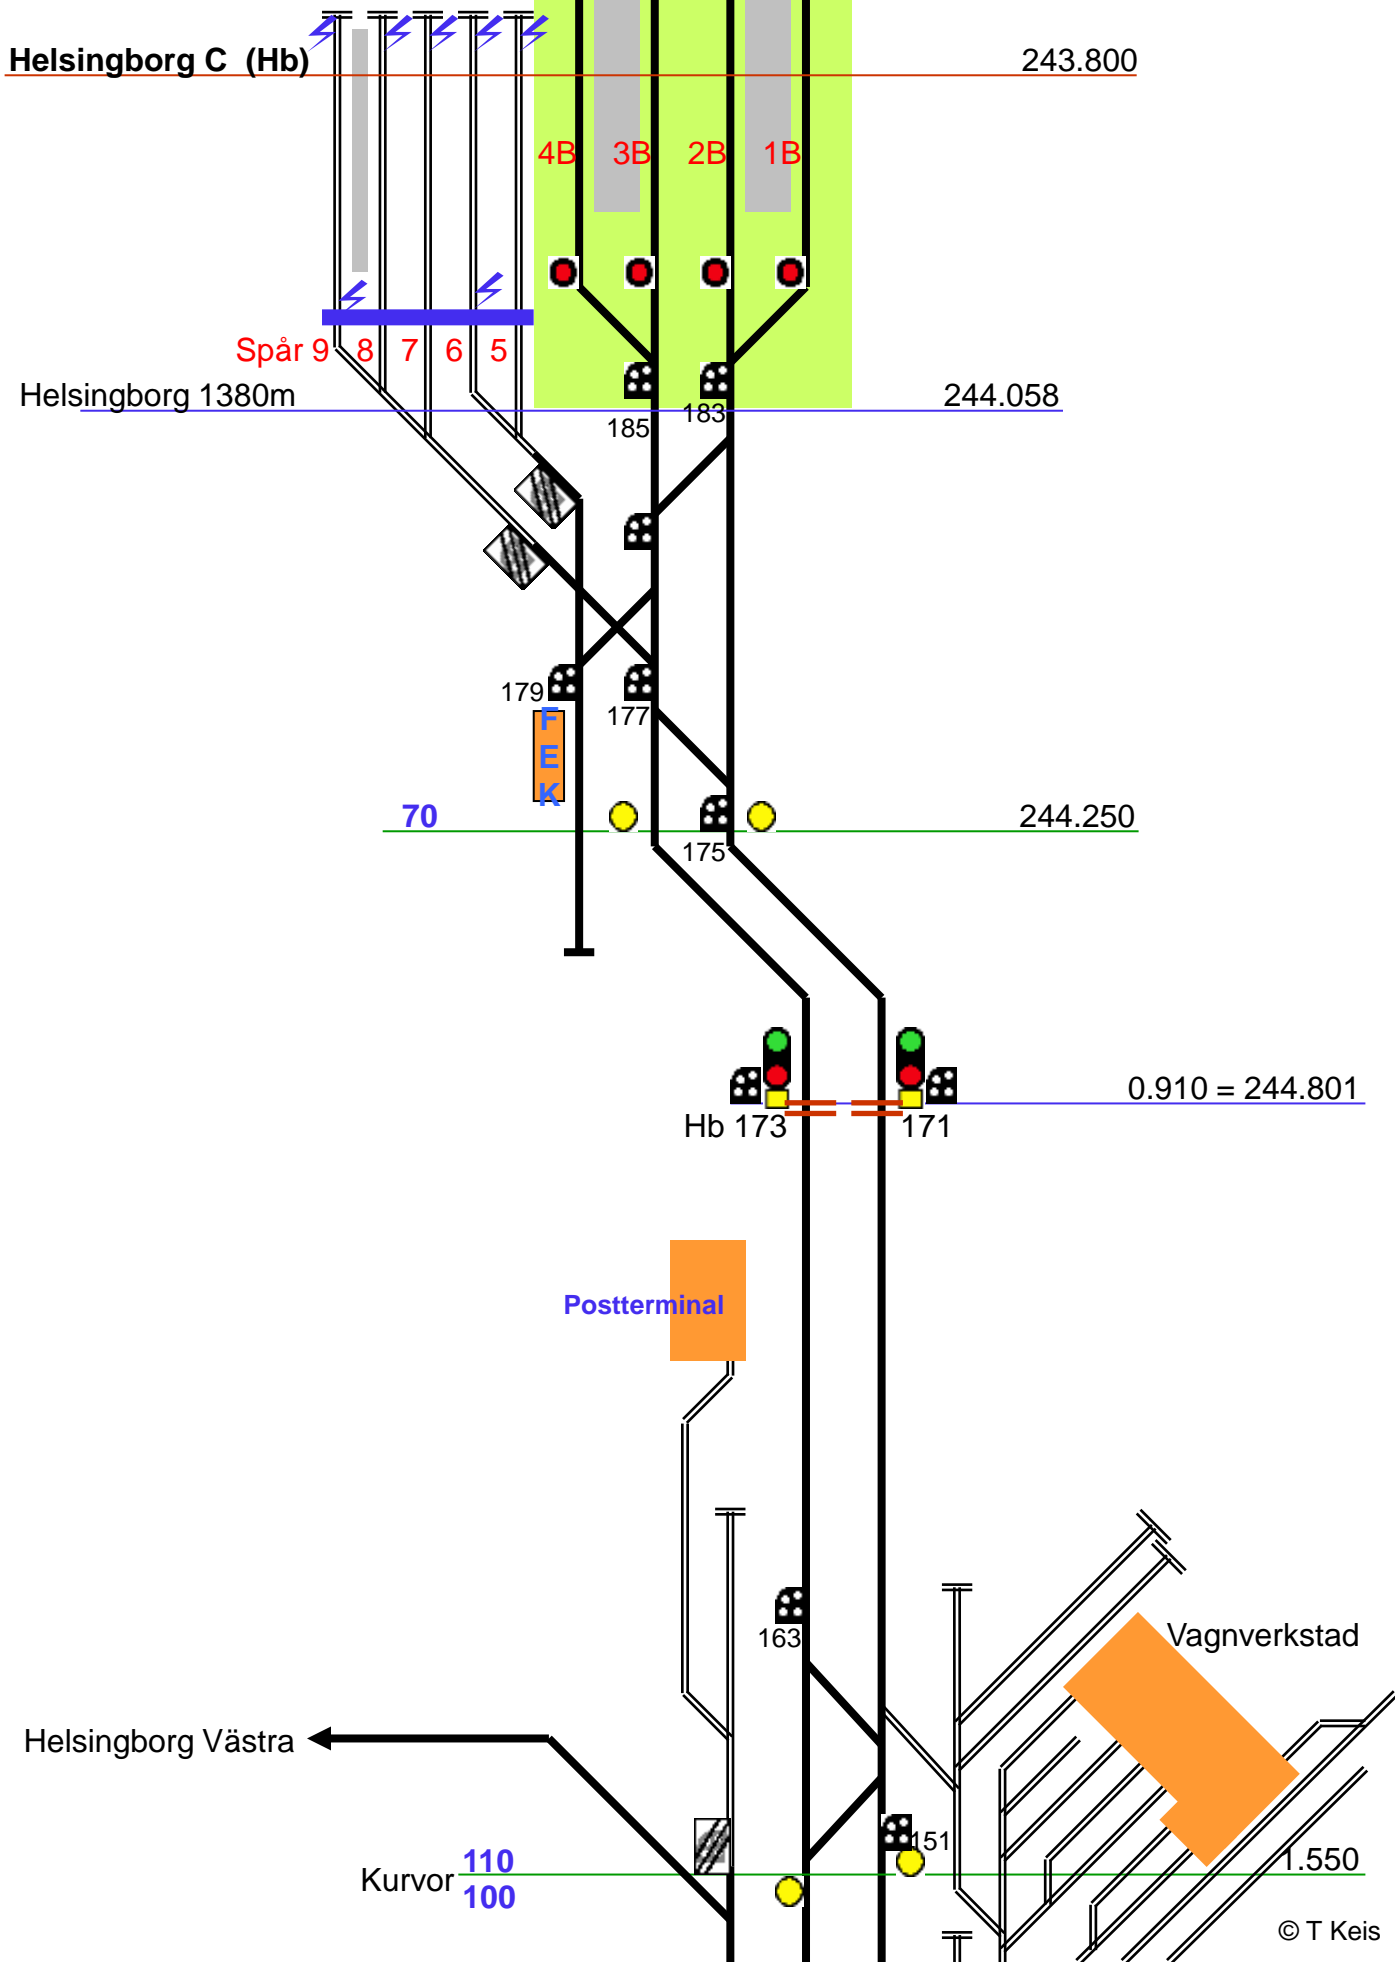 Helsingborg C (Hb)
243.800
4B
3B
2B
1B
Spår 9
8
7
6
5
Helsingborg 1380m
244.058
185
183
179
177
F
E
K
70
244.250
175
0.910 = 244.801
Hb 173
171
Postterminal
163
Vagnverkstad
Helsingborg Västra
151
Kurvor
110
100
1.550
© T Keis